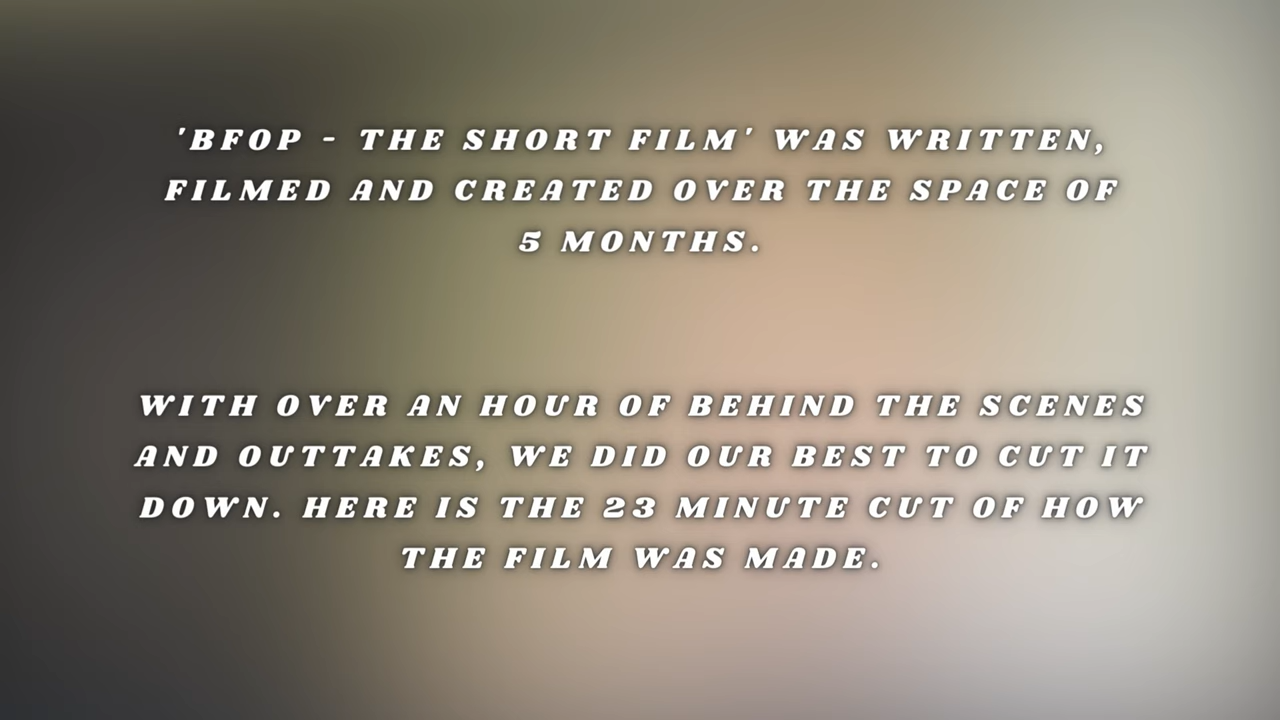 'BFOP - THE SHORT FILM' WAS WRITTEN,
FILMED AND CREATED OVER THE SPACE OF
5 MONTHS.
WITH OVER AN HOUR OF BEHIND THE SCENES
AND OUTTAKES, WE DID OUR BEST TO CUT IT
DOWN. HERE IS THE 23 MINUTE CUT OF HOW
THE FILM WAS MADE.